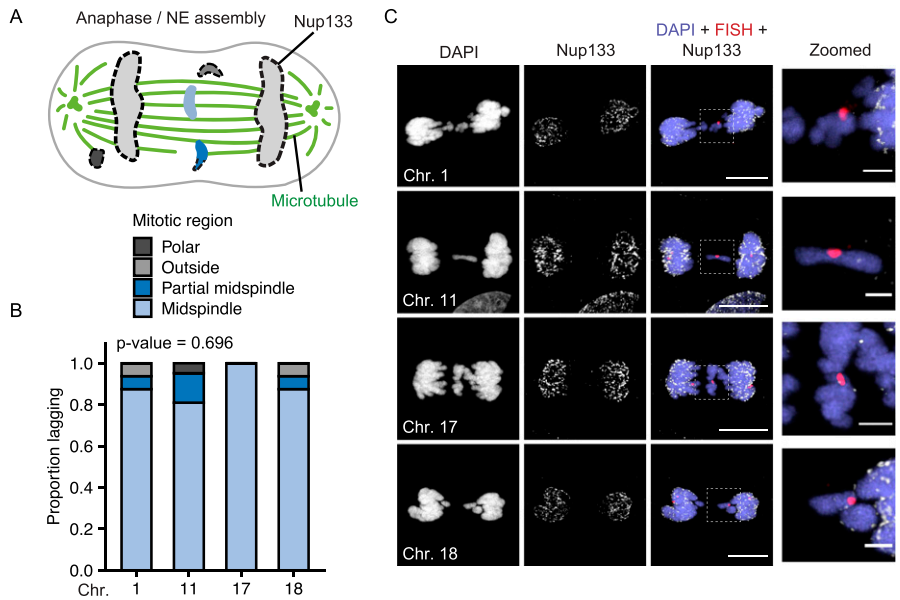 A
Anaphase / NE assembly
Nup133
Microtubule
Mitotic region
Polar
Outside
Partial midspindle
Midspindle
B
p-value = 0.696
Proportion lagging
1.0
0.8
0.6
0.4
0.2
0.0
Chr. 1 11 17 18
C
DAPI
Nup133
DAPI + FISH +
Nup133
Zoomed
Chr. 1
Chr. 11
Chr. 17
Chr. 18